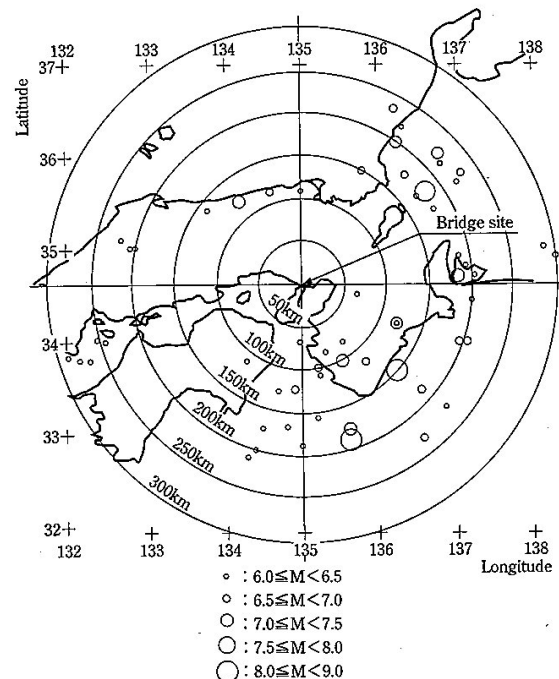 132 133 134 135 136 137 138
37
Latitude
36
Bridge site
35
50km
34
100km
150km
33
200km
250km
300km
32
132 133 134 135 136 137 138
Longitude
: 6.0≦M<6.5
: 6.5≦M<7.0
: 7.0≦M<7.5
: 7.5≦M<8.0
: 8.0≦M<9.0